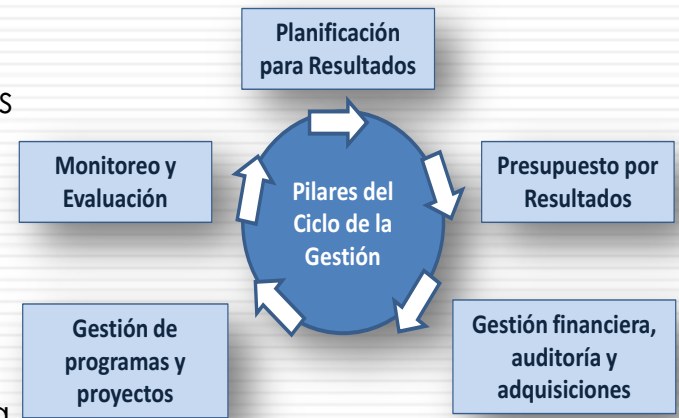 Planificación
para Resultados
s
Monitoreo y
Evaluación
Pilares del
Ciclo de la
Gestión
Presupuesto por
Resultados
Gestión de
programas y
proyectos
Gestión financiera,
auditoría y
adquisiciones